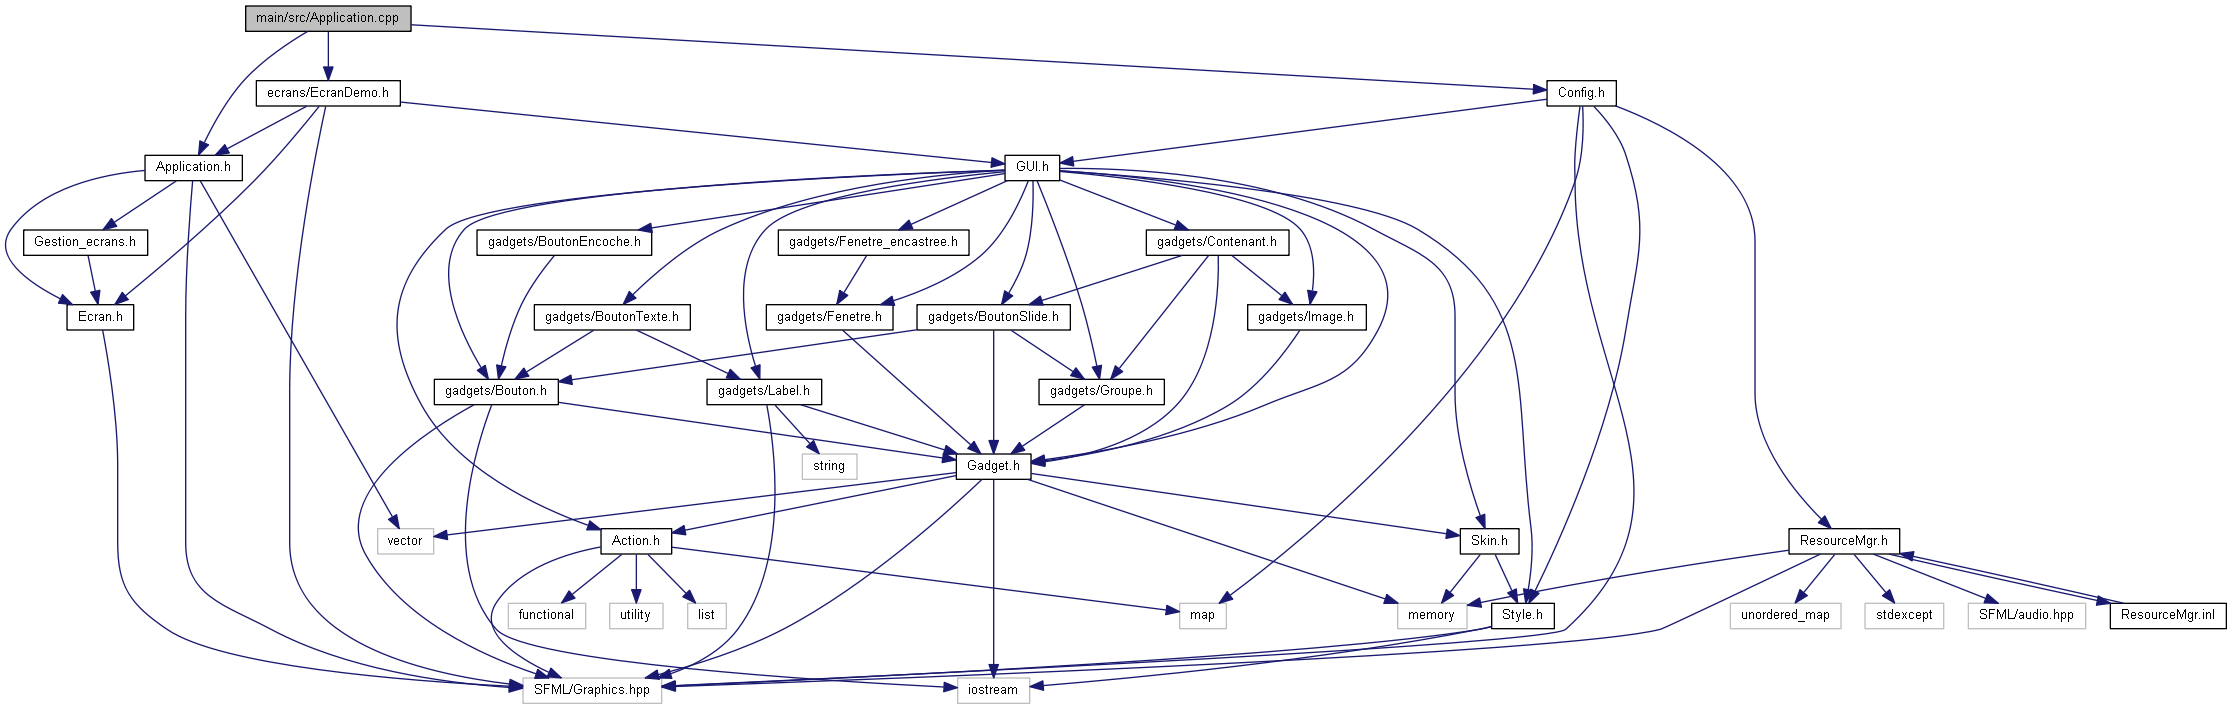 main/src/Application.cpp
ecrans/EcranDemo.h
Config.h
Application.h
GUI.h
Gestion_ecrans.h
gadgets/BoutonEncoche.h
gadgets/Fenetre_encastree.h
gadgets/Contenant.h
Ecran.h
gadgets/BoutonTexte.h
gadgets/Fenetre.h
gadgets/BoutonSlide.h
gadgets/Image.h
gadgets/Bouton.h
gadgets/Label.h
gadgets/Groupe.h
string
Gadget.h
vector
Action.h
Skin.h
ResourceMgr.h
functional
utility
list
map
memory
Style.h
unordered_map
stdexcept
SFML/audio.hpp
ResourceMgr.inl
SFML/Graphics.hpp
iostream